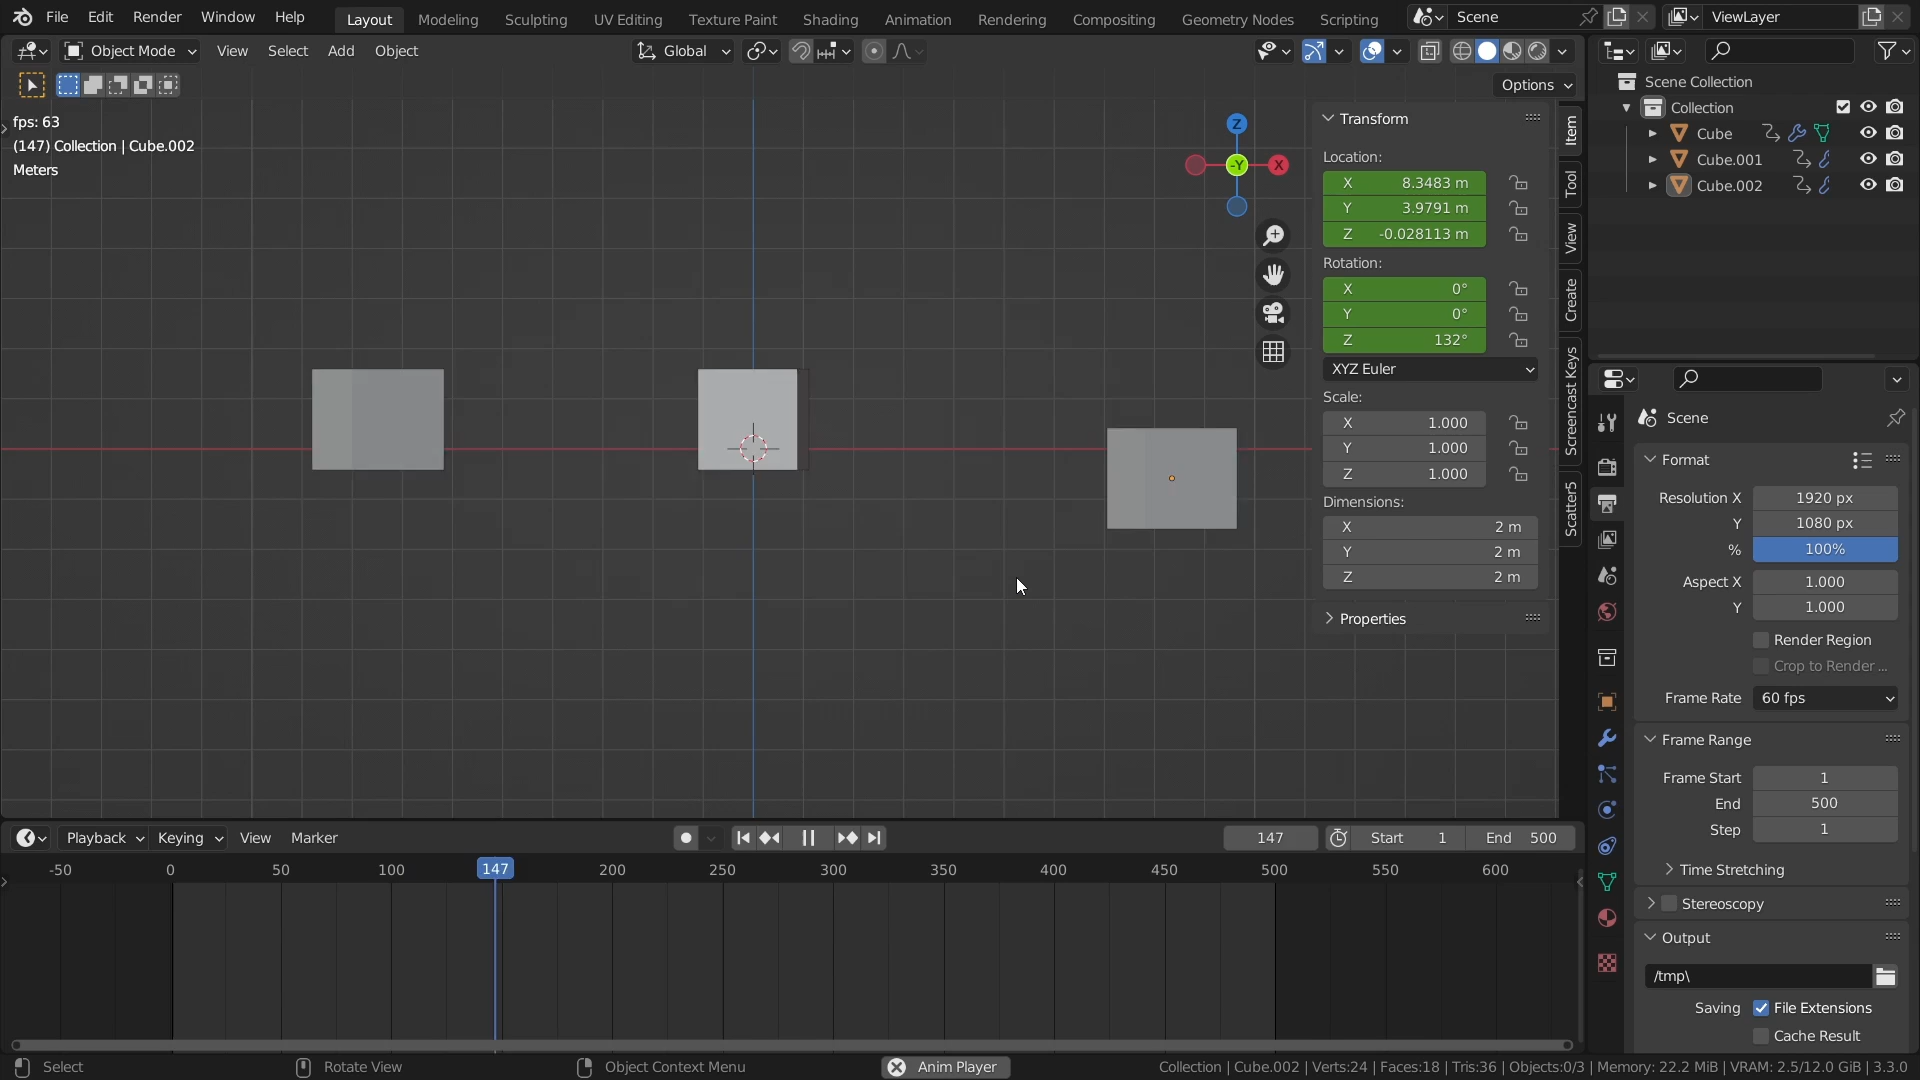 File Edit Render Window Help Layout Modeling Sculpting UV Editing Texture Paint Shading Animation Rendering Compositing Geometry Nodes Scripting Scene ViewLayer
Object Mode View Select Add Object Global
Options
fps: 63
(147) Collection | Cube.002
Meters
Z
-Y
X
Transform
Location:
X 8.3483 m
Y 3.9791 m
Z -0.028113 m
Rotation:
X 0°
Y 0°
Z 132°
XYZ Euler
Scale:
X 1.000
Y 1.000
Z 1.000
Dimensions:
X 2 m
Y 2 m
Z 2 m
Properties
Item
Tool
View
Create
Screencast Keys
Scatter5
Scene Collection
Collection
Cube
Cube.001
Cube.002
Scene
Format
Resolution X 1920 px
Y 1080 px
% 100%
Aspect X 1.000
Y 1.000
Render Region
Crop to Render ...
Frame Rate 60 fps
Frame Range
Frame Start 1
End 500
Step 1
Time Stretching
Stereoscopy
Output
/tmp\
Saving File Extensions
Cache Result
Playback Keying View Marker 147 Start 1 End 500
-50 0 50 100 147 200 250 300 350 400 450 500 550 600
Select Rotate View Object Context Menu Anim Player Collection | Cube.002 | Verts:24 | Faces:18 | Tris:36 | Objects:0/3 | Memory: 22.2 MiB | VRAM: 2.5/12.0 GiB | 3.3.0